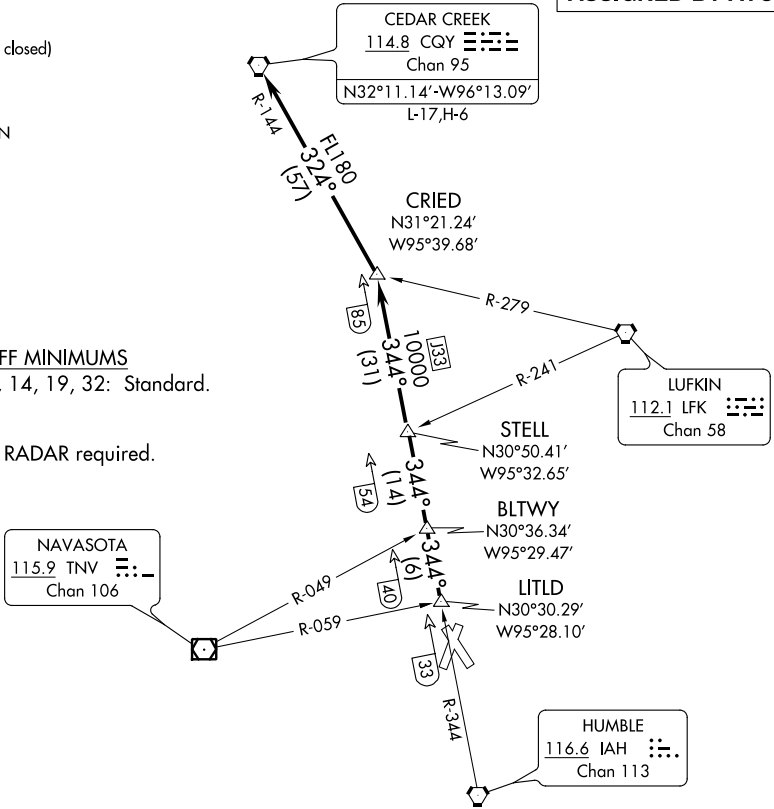 closed)
N
CEDAR CREEK
114.8 CQY
Chan 95
N32°11.14'-W96°13.09'
L-17,H-6
R-144
FL180
324°
(57)
CRIED
N31°21.24'
W95°39.68'
85
10000
344°
(31)
J33
R-279
R-241
LUFKIN
112.1 LFK
Chan 58
FF MINIMUMS
, 14, 19, 32: Standard.
RADAR required.
STELL
N30°50.41'
W95°32.65'
344°
(14)
54
BLTWY
N30°36.34'
W95°29.47'
344°
(6)
40
NAVASOTA
115.9 TNV
Chan 106
R-049
R-059
LITLD
N30°30.29'
W95°28.10'
33
R-344
HUMBLE
116.6 IAH
Chan 113